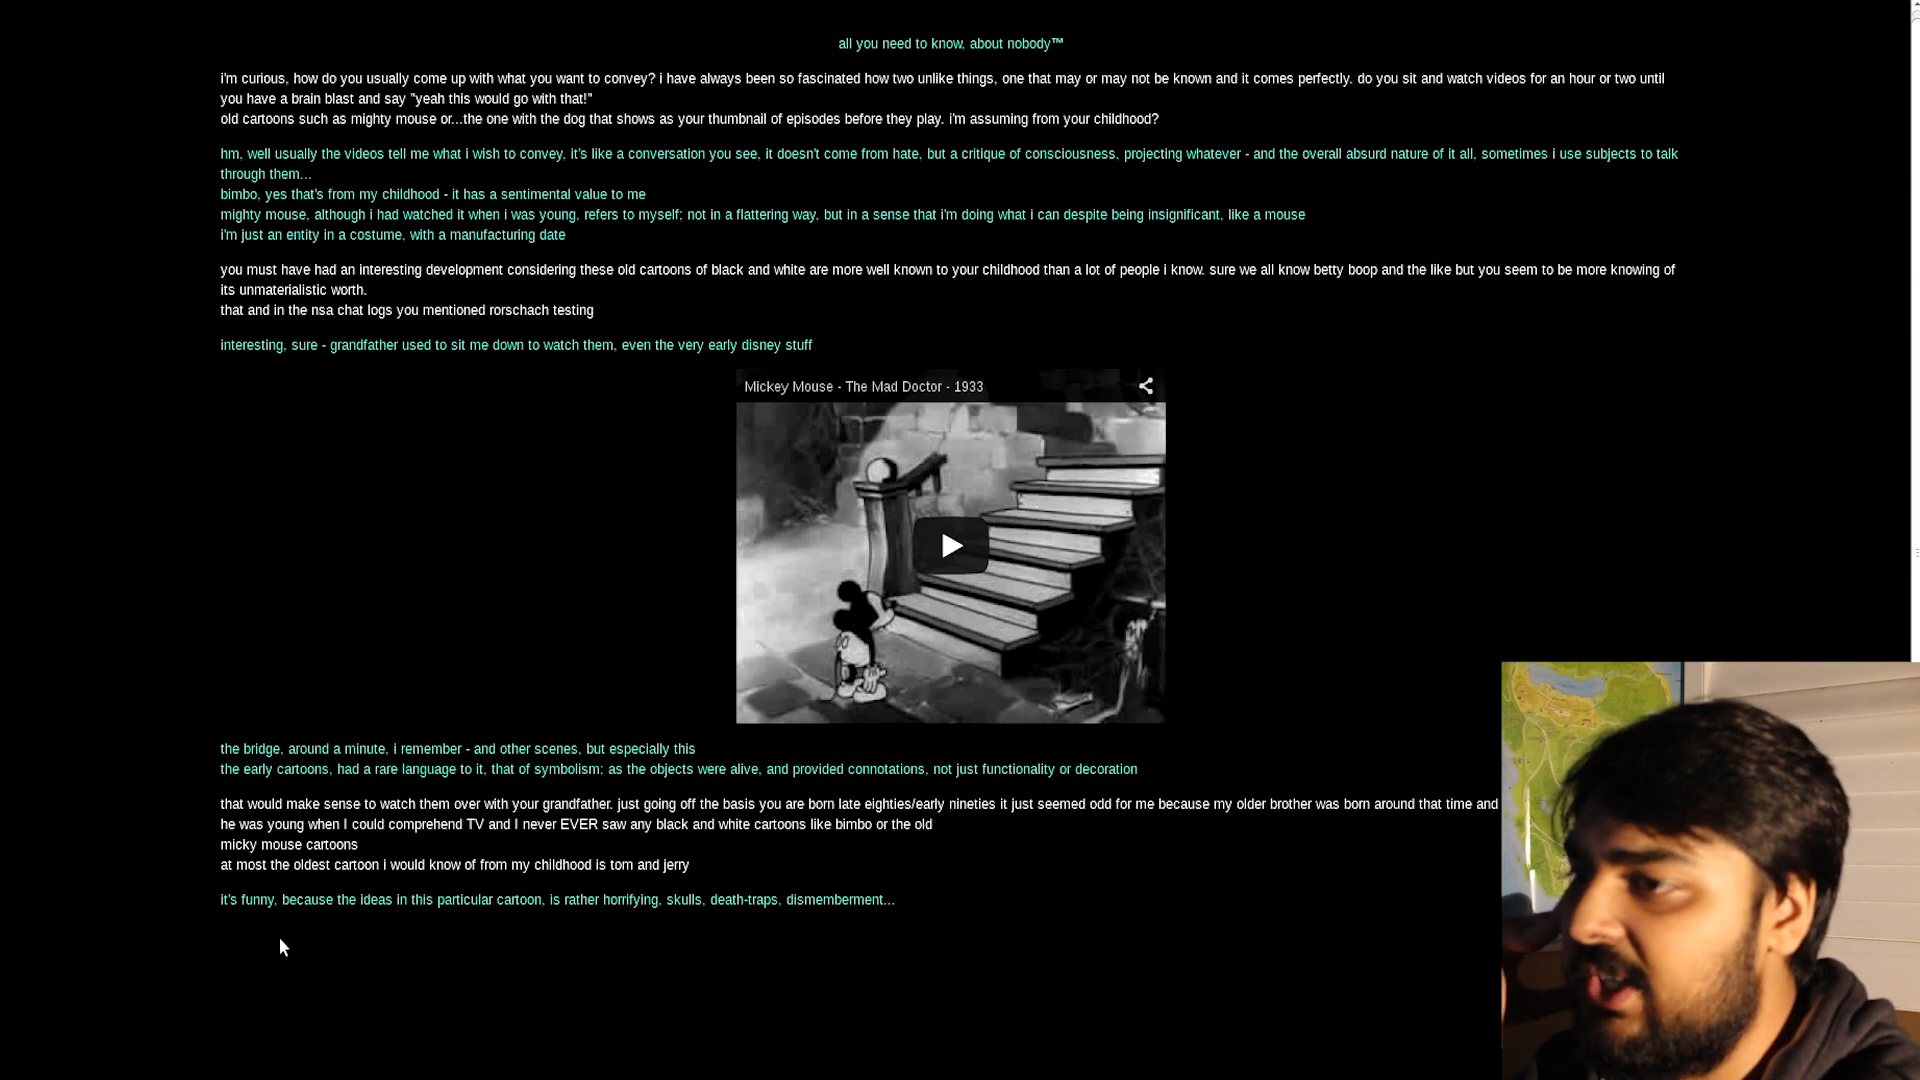 all you need to know, about nobody™
i'm curious, how do you usually come up with what you want to convey? i have always been so fascinated how two unlike things, one that may or may not be known and it comes perfectly. do you sit and watch videos for an hour or two until
you have a brain blast and say "yeah this would go with that!"
old cartoons such as mighty mouse or...the one with the dog that shows as your thumbnail of episodes before they play. i'm assuming from your childhood?
hm, well usually the videos tell me what i wish to convey, it's like a conversation you see, it doesn't come from hate, but a critique of consciousness, projecting whatever - and the overall absurd nature of it all, sometimes i use subjects to talk
through them...
bimbo, yes that's from my childhood - it has a sentimental value to me
mighty mouse, although i had watched it when i was young, refers to myself; not in a flattering way, but in a sense that i'm doing what i can despite being insignificant, like a mouse
i'm just an entity in a costume, with a manufacturing date
you must have had an interesting development considering these old cartoons of black and white are more well known to your childhood than a lot of people i know. sure we all know betty boop and the like but you seem to be more knowing of
its unmaterialistic worth.
that and in the nsa chat logs you mentioned rorschach testing
interesting, sure - grandfather used to sit me down to watch them, even the very early disney stuff
Mickey Mouse - The Mad Doctor - 1933
the bridge, around a minute, i remember - and other scenes, but especially this
the early cartoons, had a rare language to it, that of symbolism; as the objects were alive, and provided connotations, not just functionality or decoration
that would make sense to watch them over with your grandfather. just going off the basis you are born late eighties/early nineties it just seemed odd for me because my older brother was born around that time and
he was young when I could comprehend TV and I never EVER saw any black and white cartoons like bimbo or the old
micky mouse cartoons
at most the oldest cartoon i would know of from my childhood is tom and jerry
it's funny, because the ideas in this particular cartoon, is rather horrifying, skulls, death-traps, dismemberment...